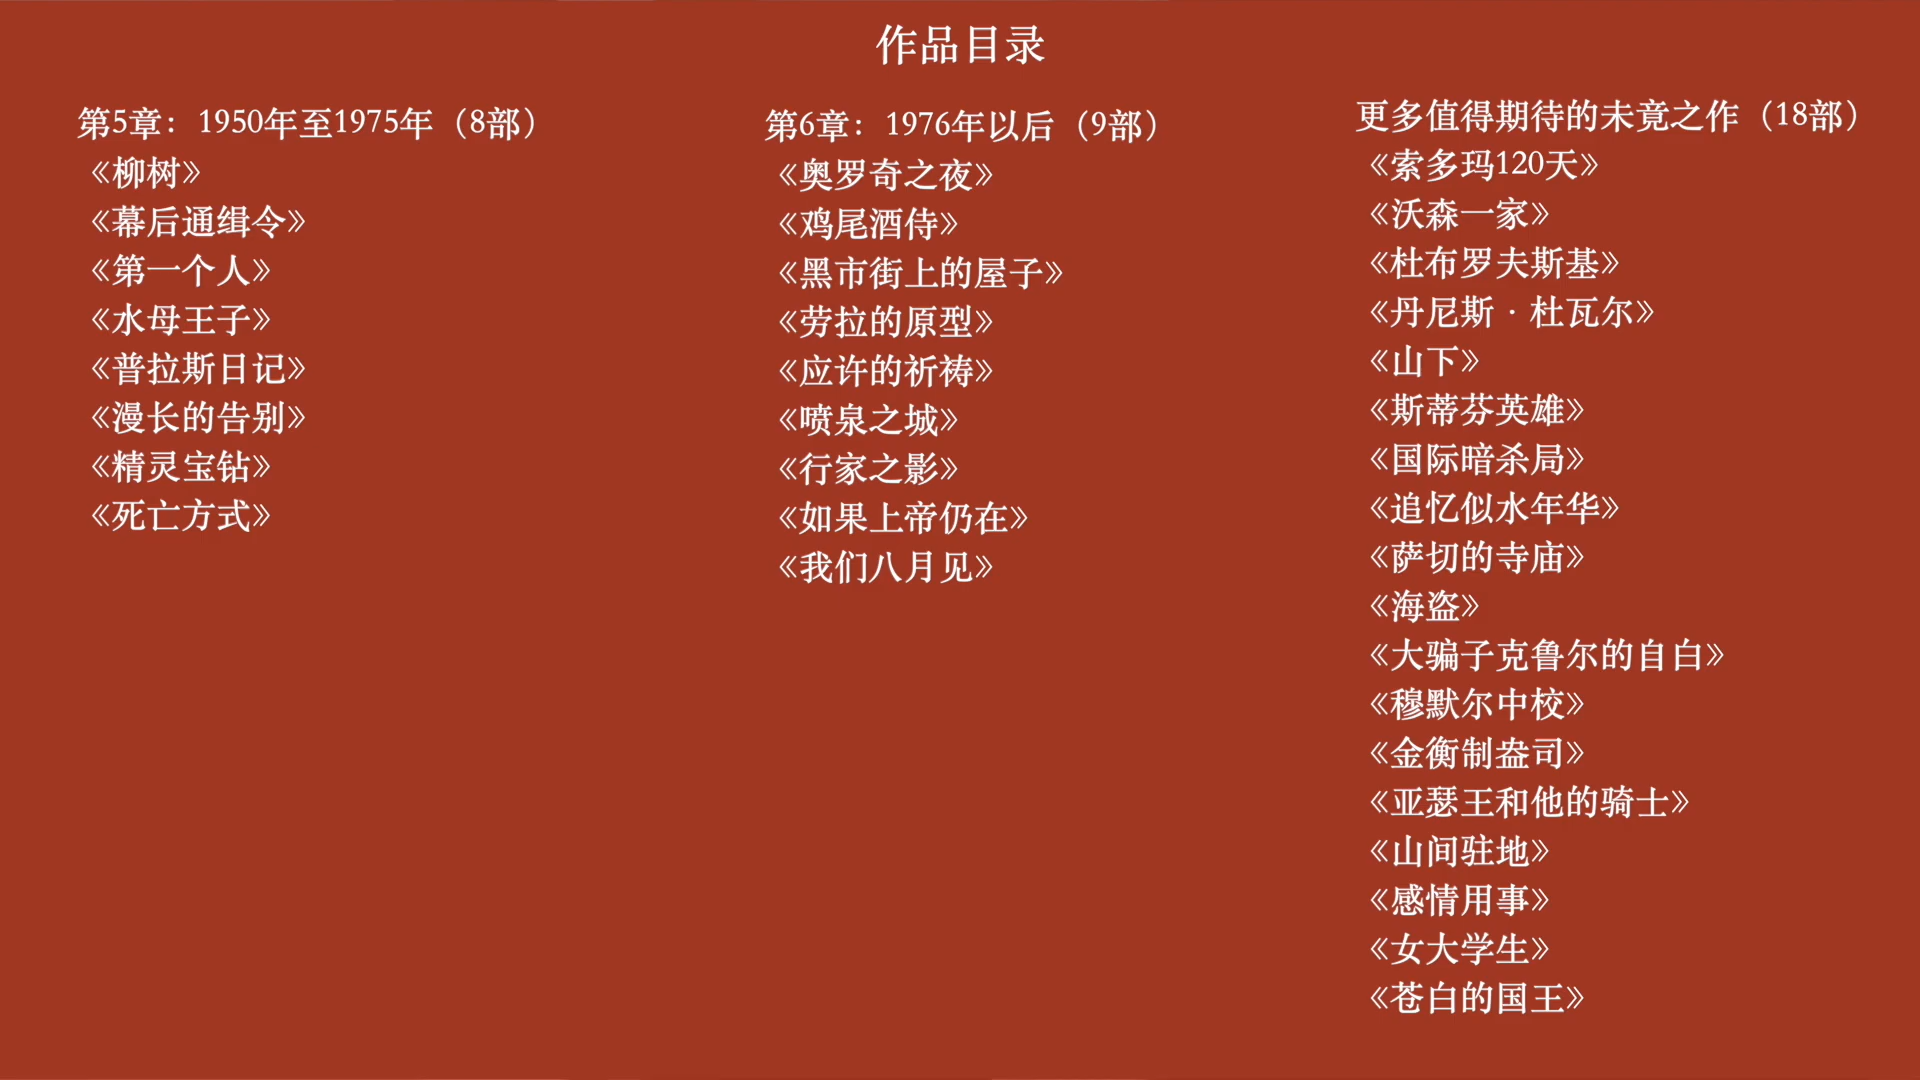 作品目录
第5章：1950年至1975年（8部）
《柳树》
《幕后通缉令》
《第一个人》
《水母王子》
《普拉斯日记》
《漫长的告别》
《精灵宝钻》
《死亡方式》
第6章：1976年以后（9部）
《奥罗奇之夜》
《鸡尾酒侍》
《黑市街上的屋子》
《劳拉的原型》
《应许的祈祷》
《喷泉之城》
《行家之影》
《如果上帝仍在》
《我们八月见》
更多值得期待的未竟之作（18部）
《索多玛120天》
《沃森一家》
《杜布罗夫斯基》
《丹尼斯·杜瓦尔》
《山下》
《斯蒂芬英雄》
《国际暗杀局》
《追忆似水年华》
《萨切的寺庙》
《海盗》
《大骗子克鲁尔的自白》
《穆默尔中校》
《金衡制盎司》
《亚瑟王和他的骑士》
《山间驻地》
《感情用事》
《女大学生》
《苍白的国王》